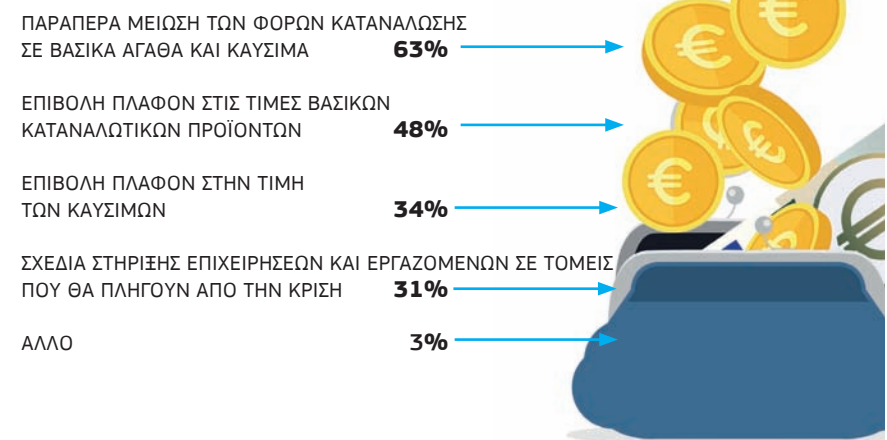 ΠΑΡΑΠΕΡΑ ΜΕΙΩΣΗ ΤΩΝ ΦΟΡΩΝ ΚΑΤΑΝΑΛΩΣΗΣ
ΣΕ ΒΑΣΙΚΑ ΑΓΑΘΑ ΚΑΙ ΚΑΥΣΙΜΑ 63%
ΕΠΙΒΟΛΗ ΠΛΑΦΟΝ ΣΤΙΣ ΤΙΜΕΣ ΒΑΣΙΚΩΝ
ΚΑΤΑΝΑΛΩΤΙΚΩΝ ΠΡΟΪΟΝΤΩΝ 48%
ΕΠΙΒΟΛΗ ΠΛΑΦΟΝ ΣΤΗΝ ΤΙΜΗ
ΤΩΝ ΚΑΥΣΙΜΩΝ 34%
ΣΧΕΔΙΑ ΣΤΗΡΙΞΗΣ ΕΠΙΧΕΙΡΗΣΕΩΝ ΚΑΙ ΕΡΓΑΖΟΜΕΝΩΝ ΣΕ ΤΟΜΕΙΣ
ΠΟΥ ΘΑ ΠΛΗΓΟΥΝ ΑΠΟ ΤΗΝ ΚΡΙΣΗ 31%
ΑΛΛΟ 3%